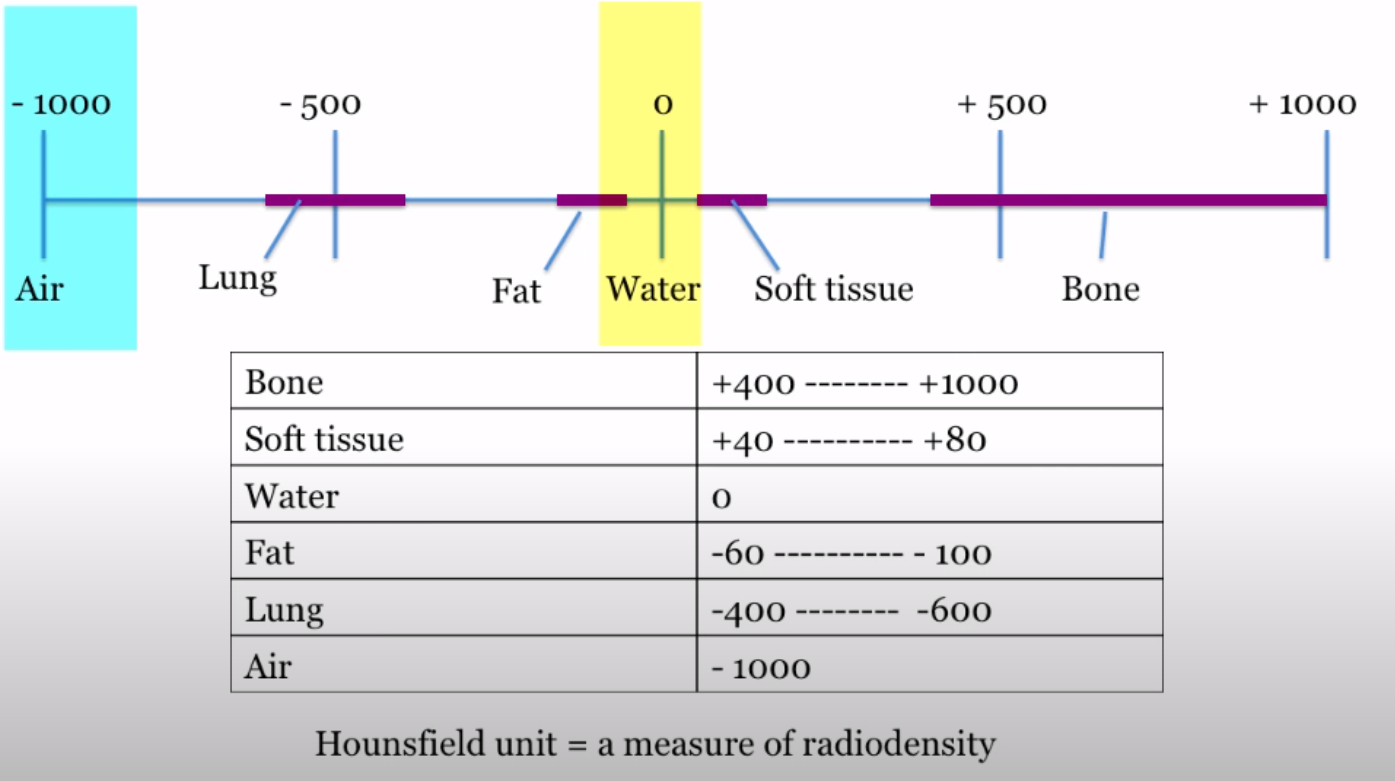 - 1000 - 500 0 + 500 + 1000
Air Lung Fat Water Soft tissue Bone
Bone +400 -------- +1000
Soft tissue +40 ---------- +80
Water 0
Fat -60 ---------- - 100
Lung -400 -------- -600
Air - 1000
Hounsfield unit = a measure of radiodensity